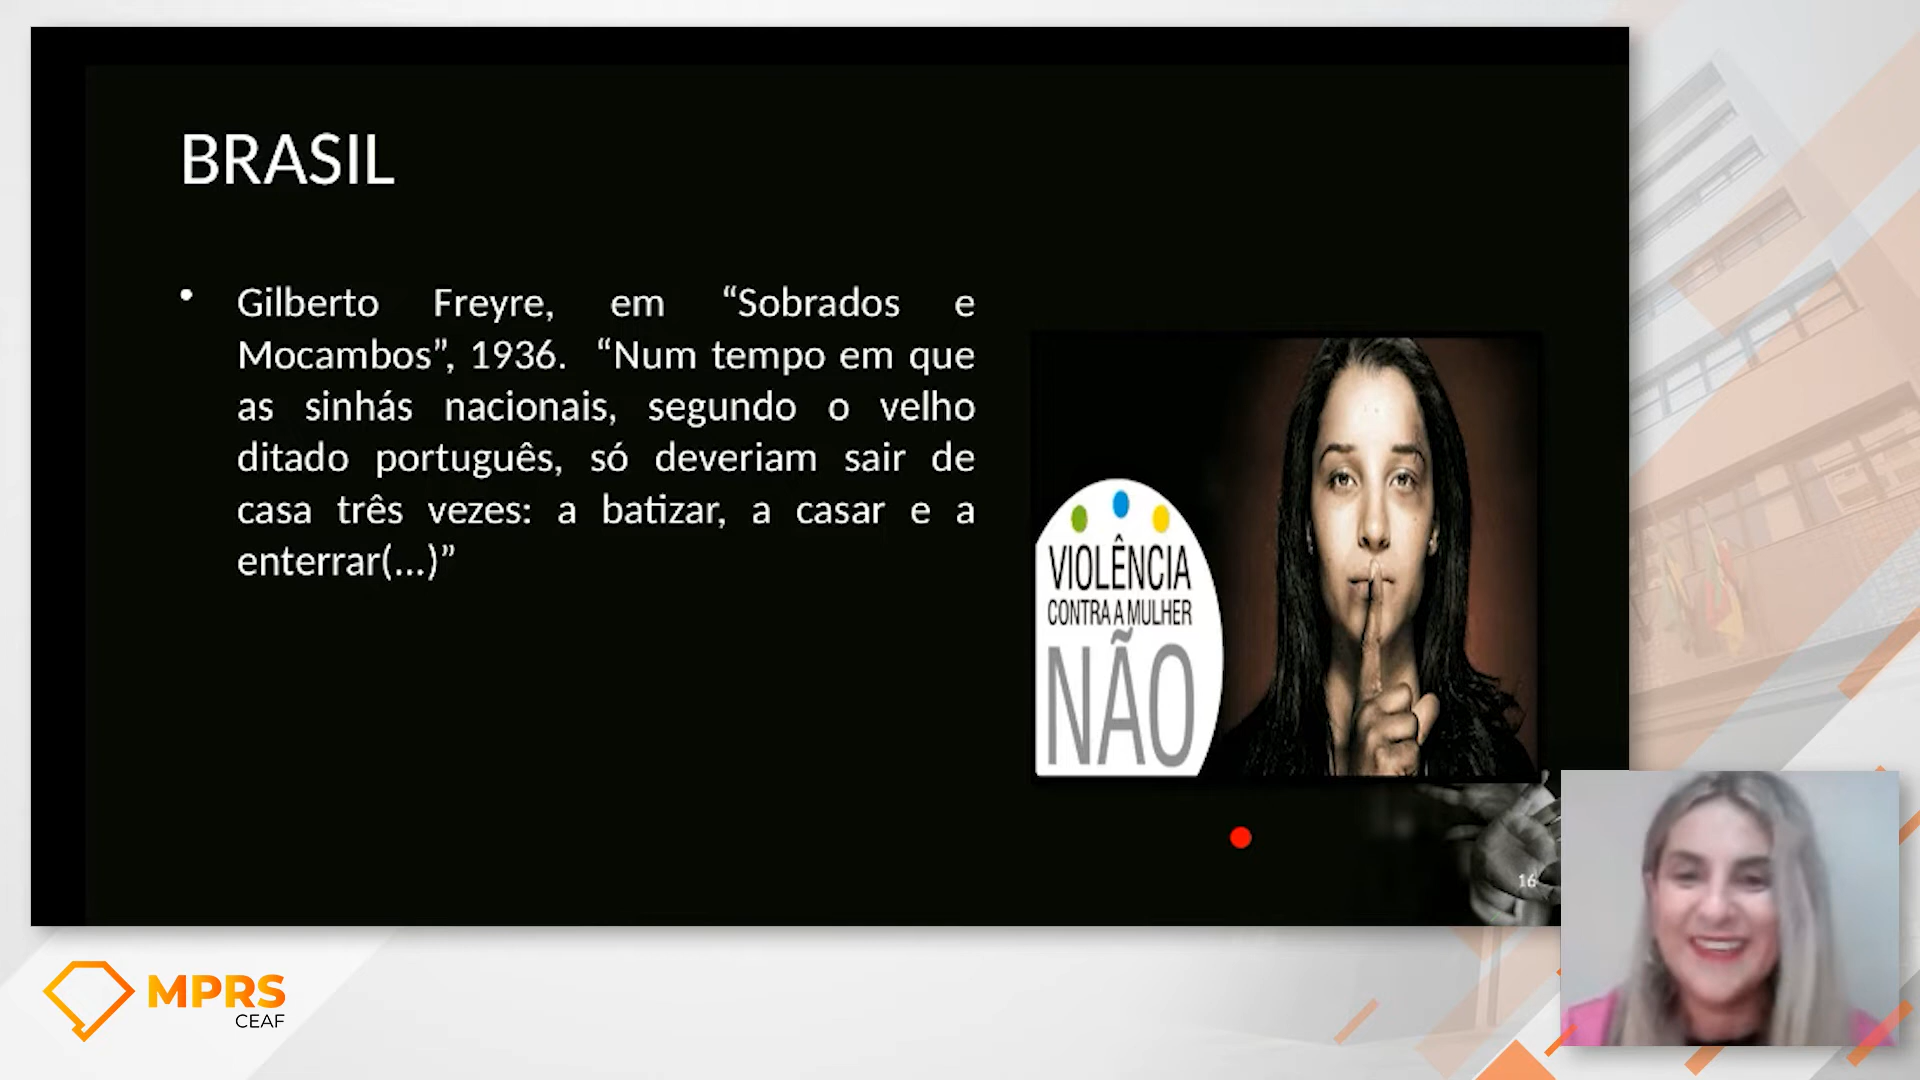 BRASIL
• Gilberto Freyre, em “Sobrados e
Mocambos”, 1936. “Num tempo em que
as sinhás nacionais, segundo o velho
ditado português, só deveriam sair de
casa três vezes: a batizar, a casar e a
enterrar(...)”
VIOLÊNCIA
CONTRA A MULHER
NÃO
16
MPRS
CEAF